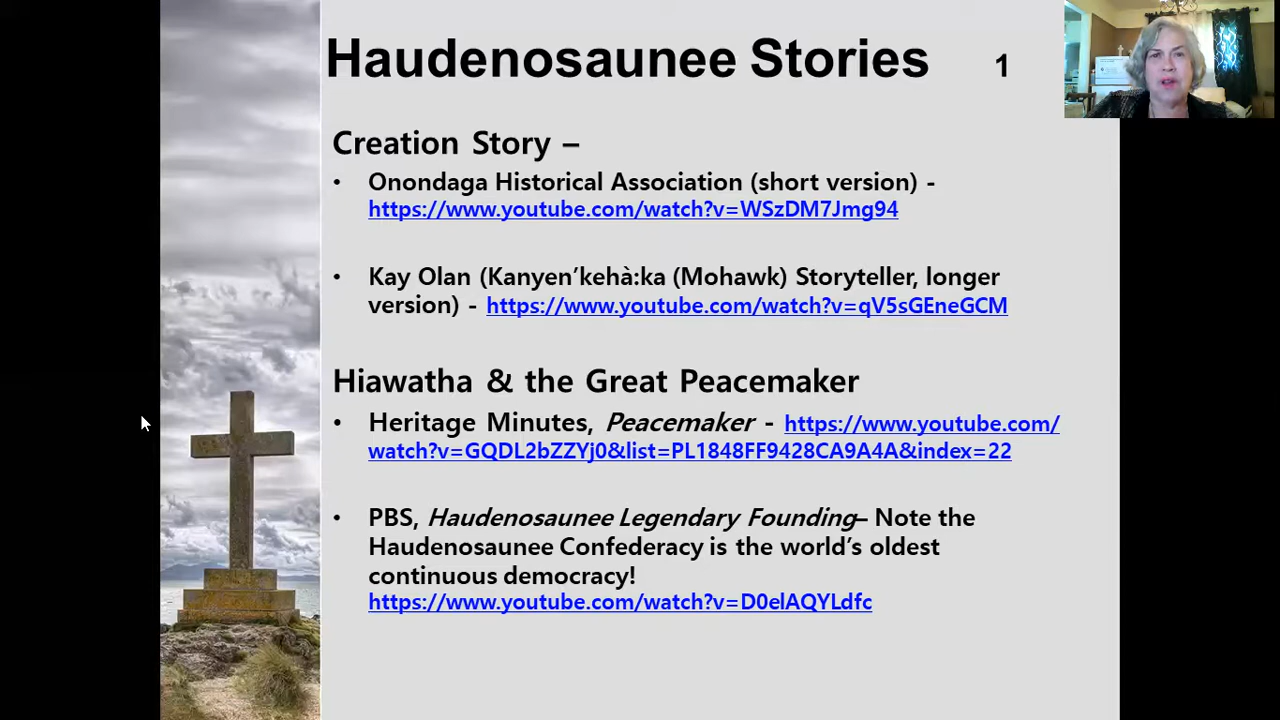 Haudenosaunee Stories 1
Creation Story –
• Onondaga Historical Association (short version) -
https://www.youtube.com/watch?v=WSzDM7Jmg94
• Kay Olan (Kanyen’kehà:ka (Mohawk) Storyteller, longer
version) - https://www.youtube.com/watch?v=qV5sGEneGCM
Hiawatha & the Great Peacemaker
• Heritage Minutes, Peacemaker - https://www.youtube.com/
watch?v=GQDL2bZZYj0&list=PL1848FF9428CA9A4A&index=22
• PBS, Haudenosaunee Legendary Founding– Note the
Haudenosaunee Confederacy is the world’s oldest
continuous democracy!
https://www.youtube.com/watch?v=D0elAQYLdfc